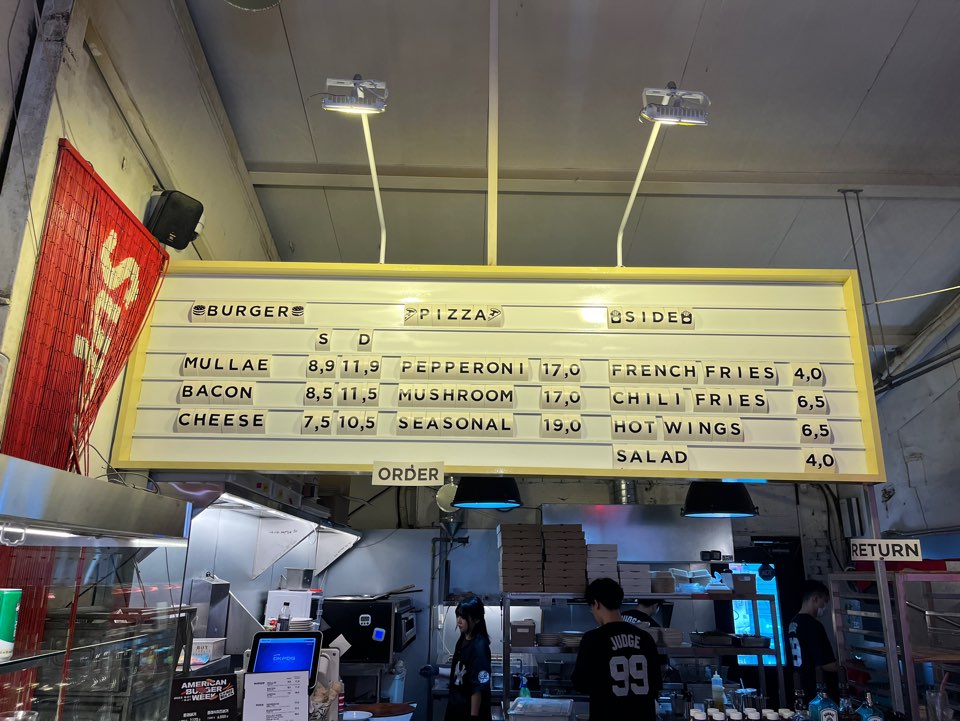 BURGER PIZZA SIDE
S D
MULLAE 8,9 11,9 PEPPERONI 17,0 FRENCH FRIES 4,0
BACON 8,5 11,5 MUSHROOM 17,0 CHILI FRIES 6,5
CHEESE 7,5 10,5 SEASONAL 19,0 HOT WINGS 6,5
SALAD 4,0
ORDER
RETURN
JUDGE
99
AMERICAN
BURGER
WEEK